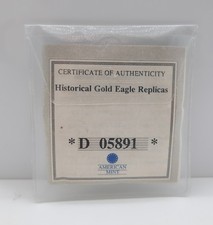 CERTIFICATE OF AUTHENTICITY
Historical Gold Eagle Replicas
* D 05891 *
AMERICAN
MINT